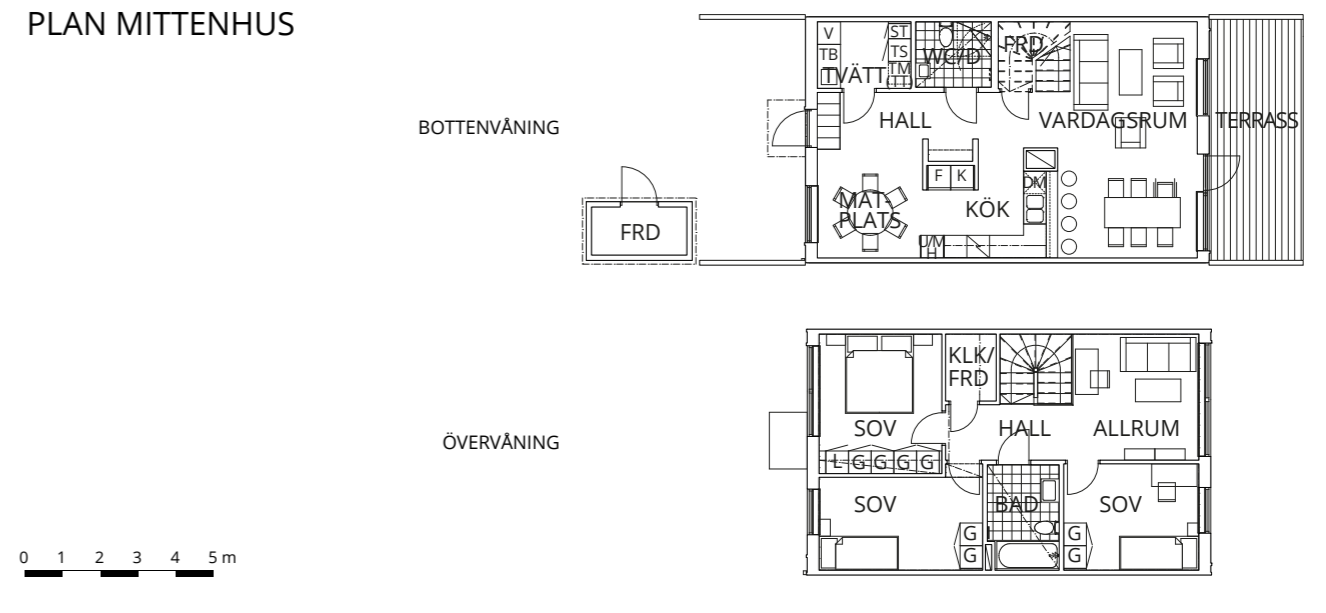 PLAN MITTENHUS
BOTTENVÅNING
V
TB
TVÄTT
ST
TS
TM
WC/D
FRD
HALL
VARDAGSRUM
TERRASS
F K
DM
MAT-
PLATS
KÖK
U/M
H
FRD
ÖVERVÅNING
KLK/
FRD
SOV
HALL
ALLRUM
L G G G G
SOV
BAD
SOV
G
G
G
G
0 1 2 3 4 5 m